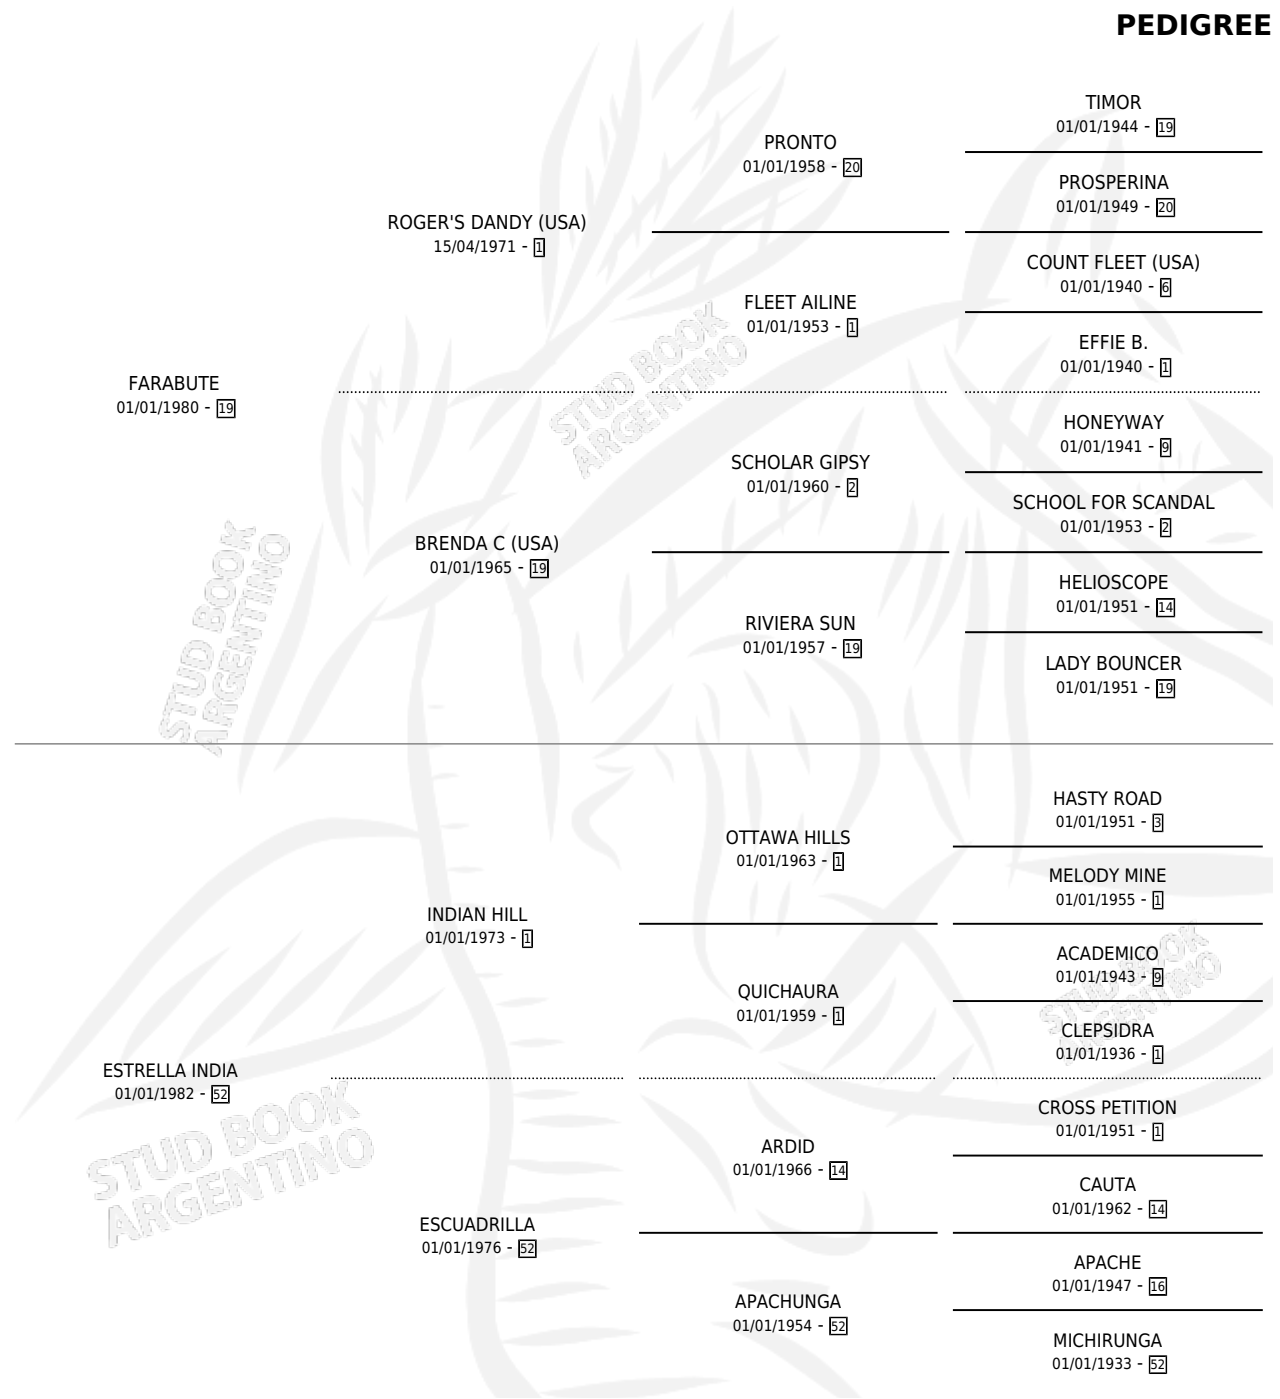 PEDIGREE
TIMOR
01/01/1944 - 19
PRONTO
01/01/1958 - 20
PROSPERINA
01/01/1949 - 20
ROGER'S DANDY (USA)
15/04/1971 - 1
COUNT FLEET (USA)
01/01/1940 - 6
FLEET AILINE
01/01/1953 - 1
EFFIE B.
01/01/1940 - 1
FARABUTE
01/01/1980 - 19
HONEYWAY
01/01/1941 - 9
SCHOLAR GIPSY
01/01/1960 - 2
SCHOOL FOR SCANDAL
01/01/1953 - 2
BRENDA C (USA)
01/01/1965 - 19
HELIOSCOPE
01/01/1951 - 14
RIVIERA SUN
01/01/1957 - 19
LADY BOUNCER
01/01/1951 - 19
HASTY ROAD
01/01/1951 - 3
OTTAWA HILLS
01/01/1963 - 1
MELODY MINE
01/01/1955 - 1
INDIAN HILL
01/01/1973 - 1
ACADEMICO
01/01/1943 - 9
QUICHAURA
01/01/1959 - 1
CLEPSIDRA
01/01/1936 - 1
ESTRELLA INDIA
01/01/1982 - 52
CROSS PETITION
01/01/1951 - 1
ARDID
01/01/1966 - 14
CAUTA
01/01/1962 - 14
ESCUADRILLA
01/01/1976 - 52
APACHE
01/01/1947 - 16
APACHUNGA
01/01/1954 - 52
MICHIRUNGA
01/01/1933 - 52
STUD BOOK
ARGENTINO
STUD BOOK
ARGENTINO
STUD BOOK
ARGENTINO
STUD BOOK
ARGENTINO